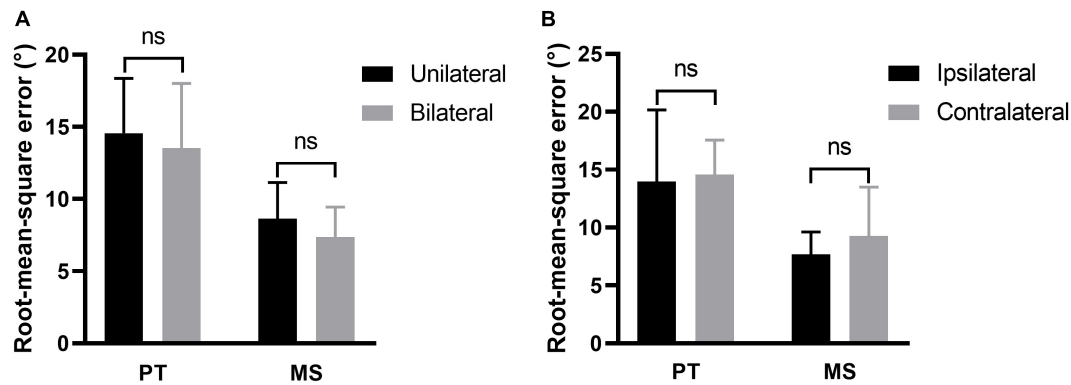 A
Root-mean-square error (°)
20
15
10
5
0
ns
ns
PT
MS
Unilateral
Bilateral
B
Root-mean-square error (°)
25
20
15
10
5
0
ns
ns
PT
MS
Ipsilateral
Contralateral